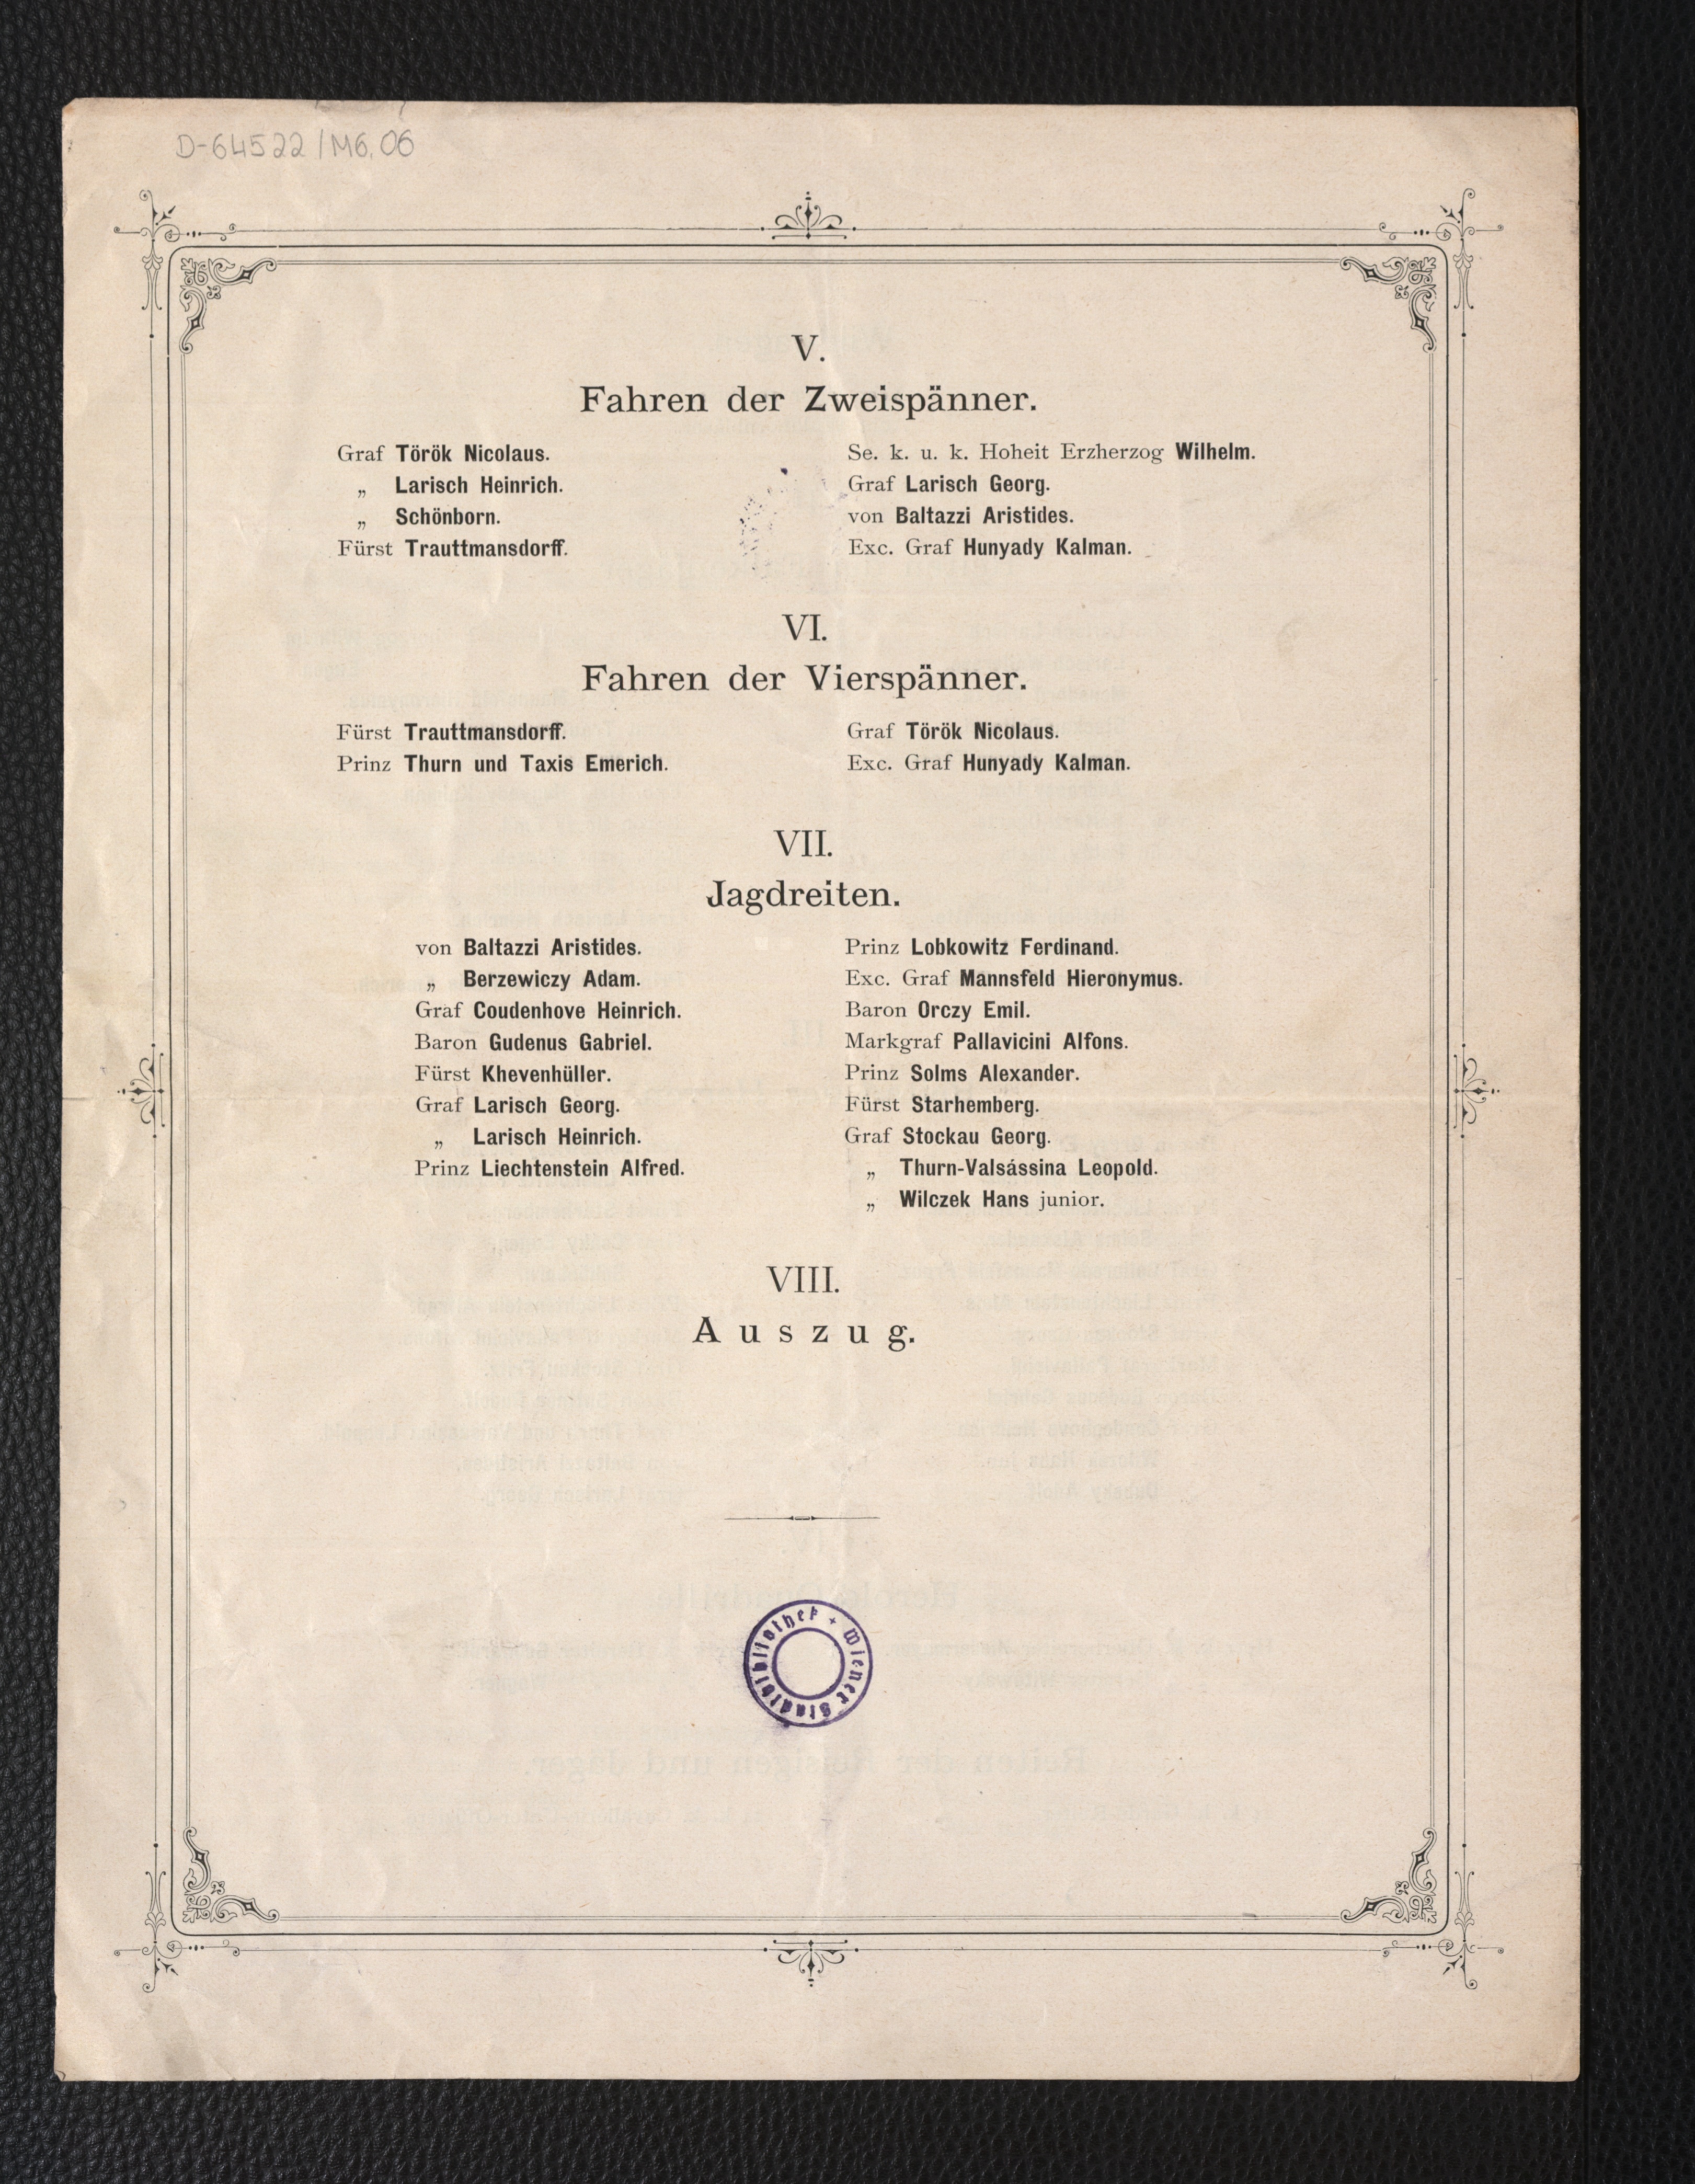 D-64522/M6,06
V.
Fahren der Zweispänner.
Graf Török Nicolaus.
„ Larisch Heinrich.
„ Schönborn.
Fürst Trauttmansdorff.
Se. k. u. k. Hoheit Erzherzog Wilhelm.
Graf Larisch Georg.
von Baltazzi Aristides.
Exc. Graf Hunyady Kalman.
VI.
Fahren der Vierspänner.
Fürst Trauttmansdorff.
Prinz Thurn und Taxis Emerich.
Graf Török Nicolaus.
Exc. Graf Hunyady Kalman.
VII.
Jagdreiten.
von Baltazzi Aristides.
„ Berzewiczy Adam.
Graf Coudenhove Heinrich.
Baron Gudenus Gabriel.
Fürst Khevenhüller.
Graf Larisch Georg.
„ Larisch Heinrich.
Prinz Liechtenstein Alfred.
Prinz Lobkowitz Ferdinand.
Exc. Graf Mannsfeld Hieronymus.
Baron Orczy Emil.
Markgraf Pallavicini Alfons.
Prinz Solms Alexander.
Fürst Starhemberg.
Graf Stockau Georg.
„ Thurn-Valsássina Leopold.
„ Wilczek Hans junior.
VIII.
Auszug.
Wiener Stadtbibliothek +